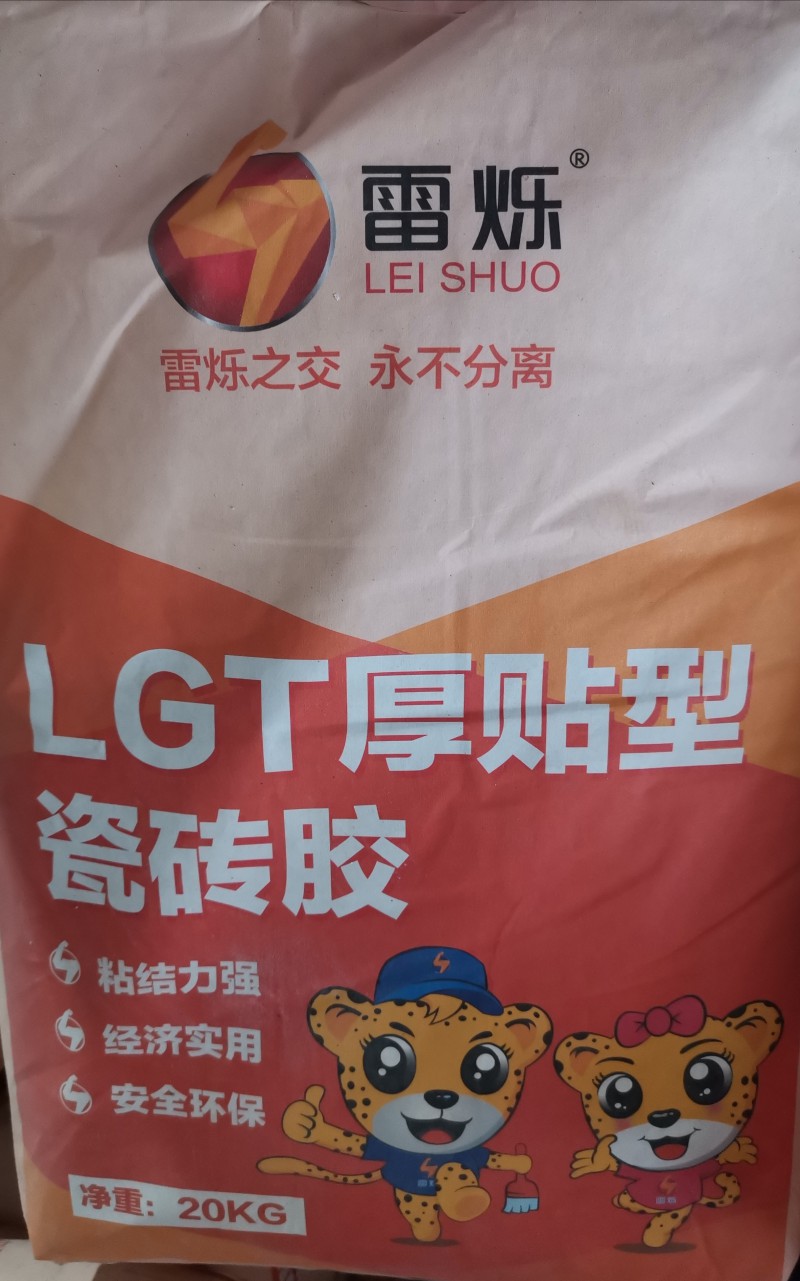 雷烁®
LEI SHUO
雷烁之交 永不分离
LGT厚贴型
瓷砖胶
粘结力强
经济实用
安全环保
净重：20KG